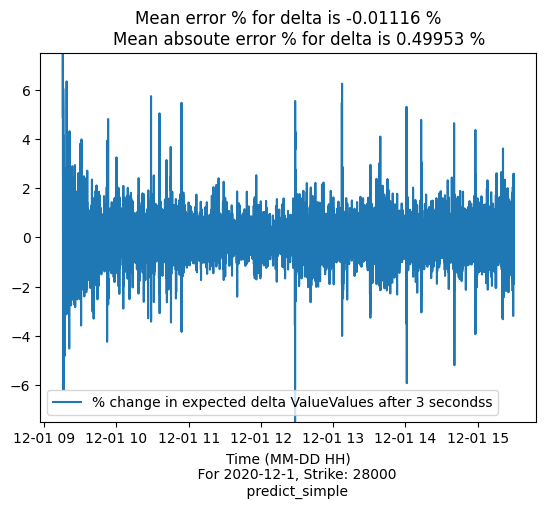 Mean error % for delta is -0.01116 %
Mean absoute error % for delta is 0.49953 %
6
4
2
0
−2
−4
−6
% change in expected delta ValueValues after 3 secondss
12-01 09 12-01 10 12-01 11 12-01 12 12-01 13 12-01 14 12-01 15
Time (MM-DD HH)
For 2020-12-1, Strike: 28000
predict_simple